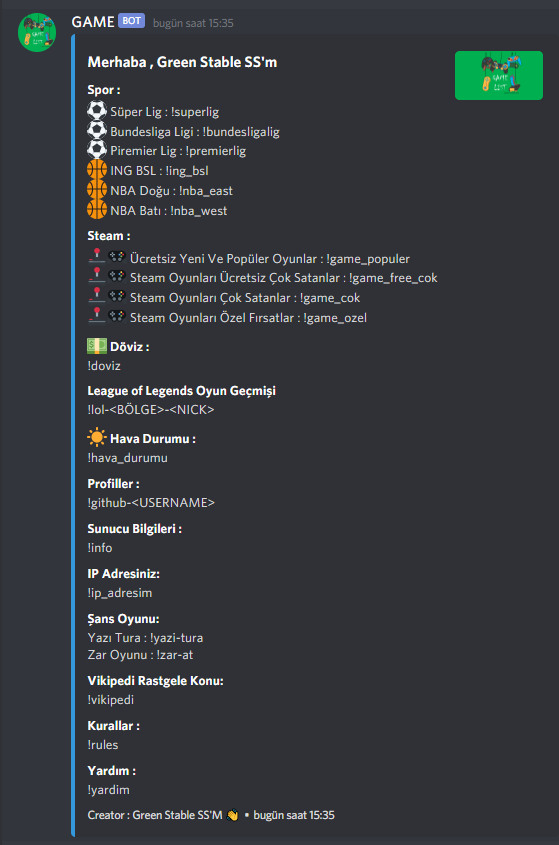 GAME BOT bugün saat 15:35
Merhaba , Green Stable SS'm
GAME
LIST
Spor :
Süper Lig : !superlig
Bundesliga Ligi : !bundesligalig
Piremier Lig : !premierlig
ING BSL : !ing_bsl
NBA Doğu : !nba_east
NBA Batı : !nba_west
Steam :
Ücretsiz Yeni Ve Popüler Oyunlar : !game_populer
Steam Oyunları Ücretsiz Çok Satanlar : !game_free_cok
Steam Oyunları Çok Satanlar : !game_cok
Steam Oyunları Özel Fırsatlar : !game_ozel
Döviz :
!doviz
League of Legends Oyun Geçmişi
!lol-<BÖLGE>-<NICK>
Hava Durumu :
!hava_durumu
Profiller :
!github-<USERNAME>
Sunucu Bilgileri :
!info
IP Adresiniz:
!ip_adresim
Şans Oyunu:
Yazı Tura : !yazi-tura
Zar Oyunu : !zar-at
Vikipedi Rastgele Konu:
!vikipedi
Kurallar :
!rules
Yardım :
!yardim
Creator : Green Stable SS'M 👋 • bugün saat 15:35